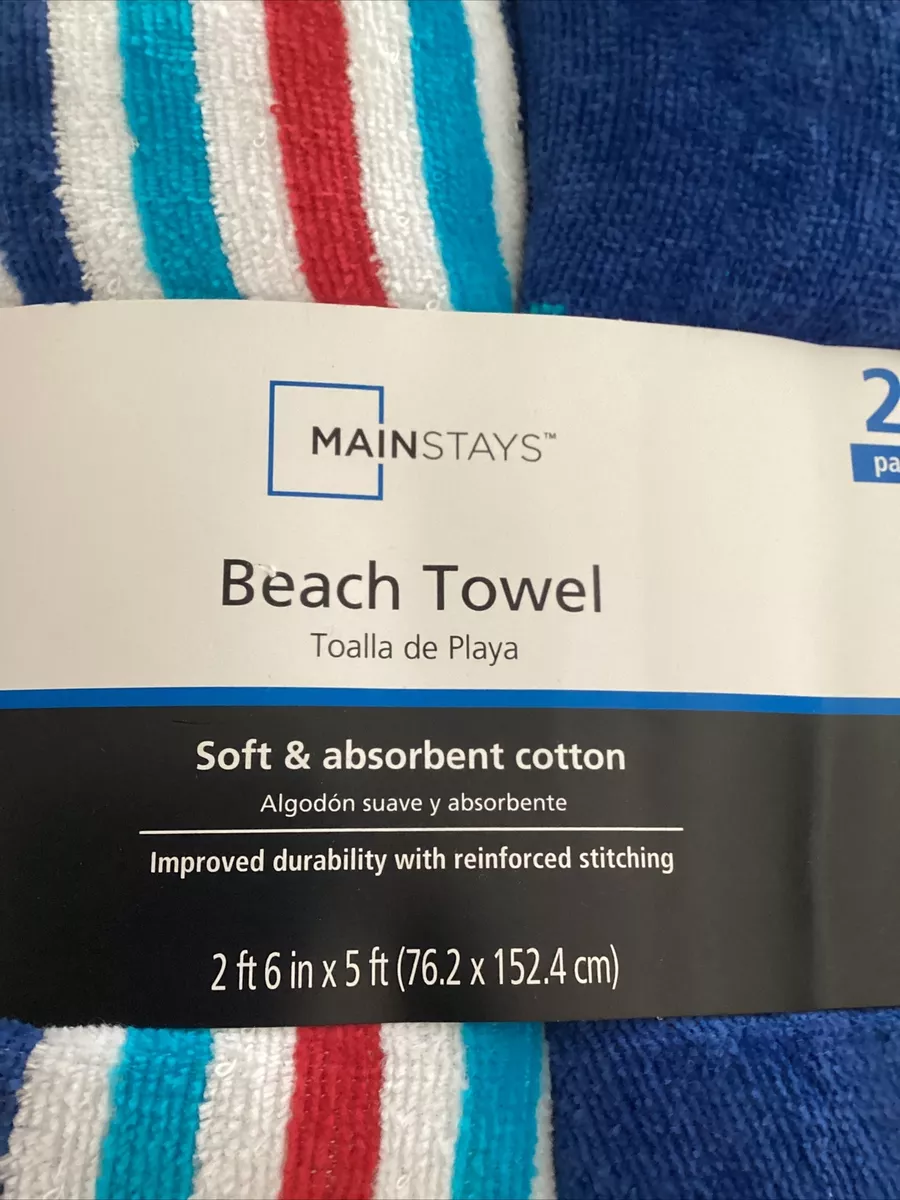 MAINSTAYS™
2
Beach Towel
Toalla de Playa
Soft & absorbent cotton
Algodón suave y absorbente
Improved durability with reinforced stitching
2 ft 6 in x 5 ft (76.2 x 152.4 cm)